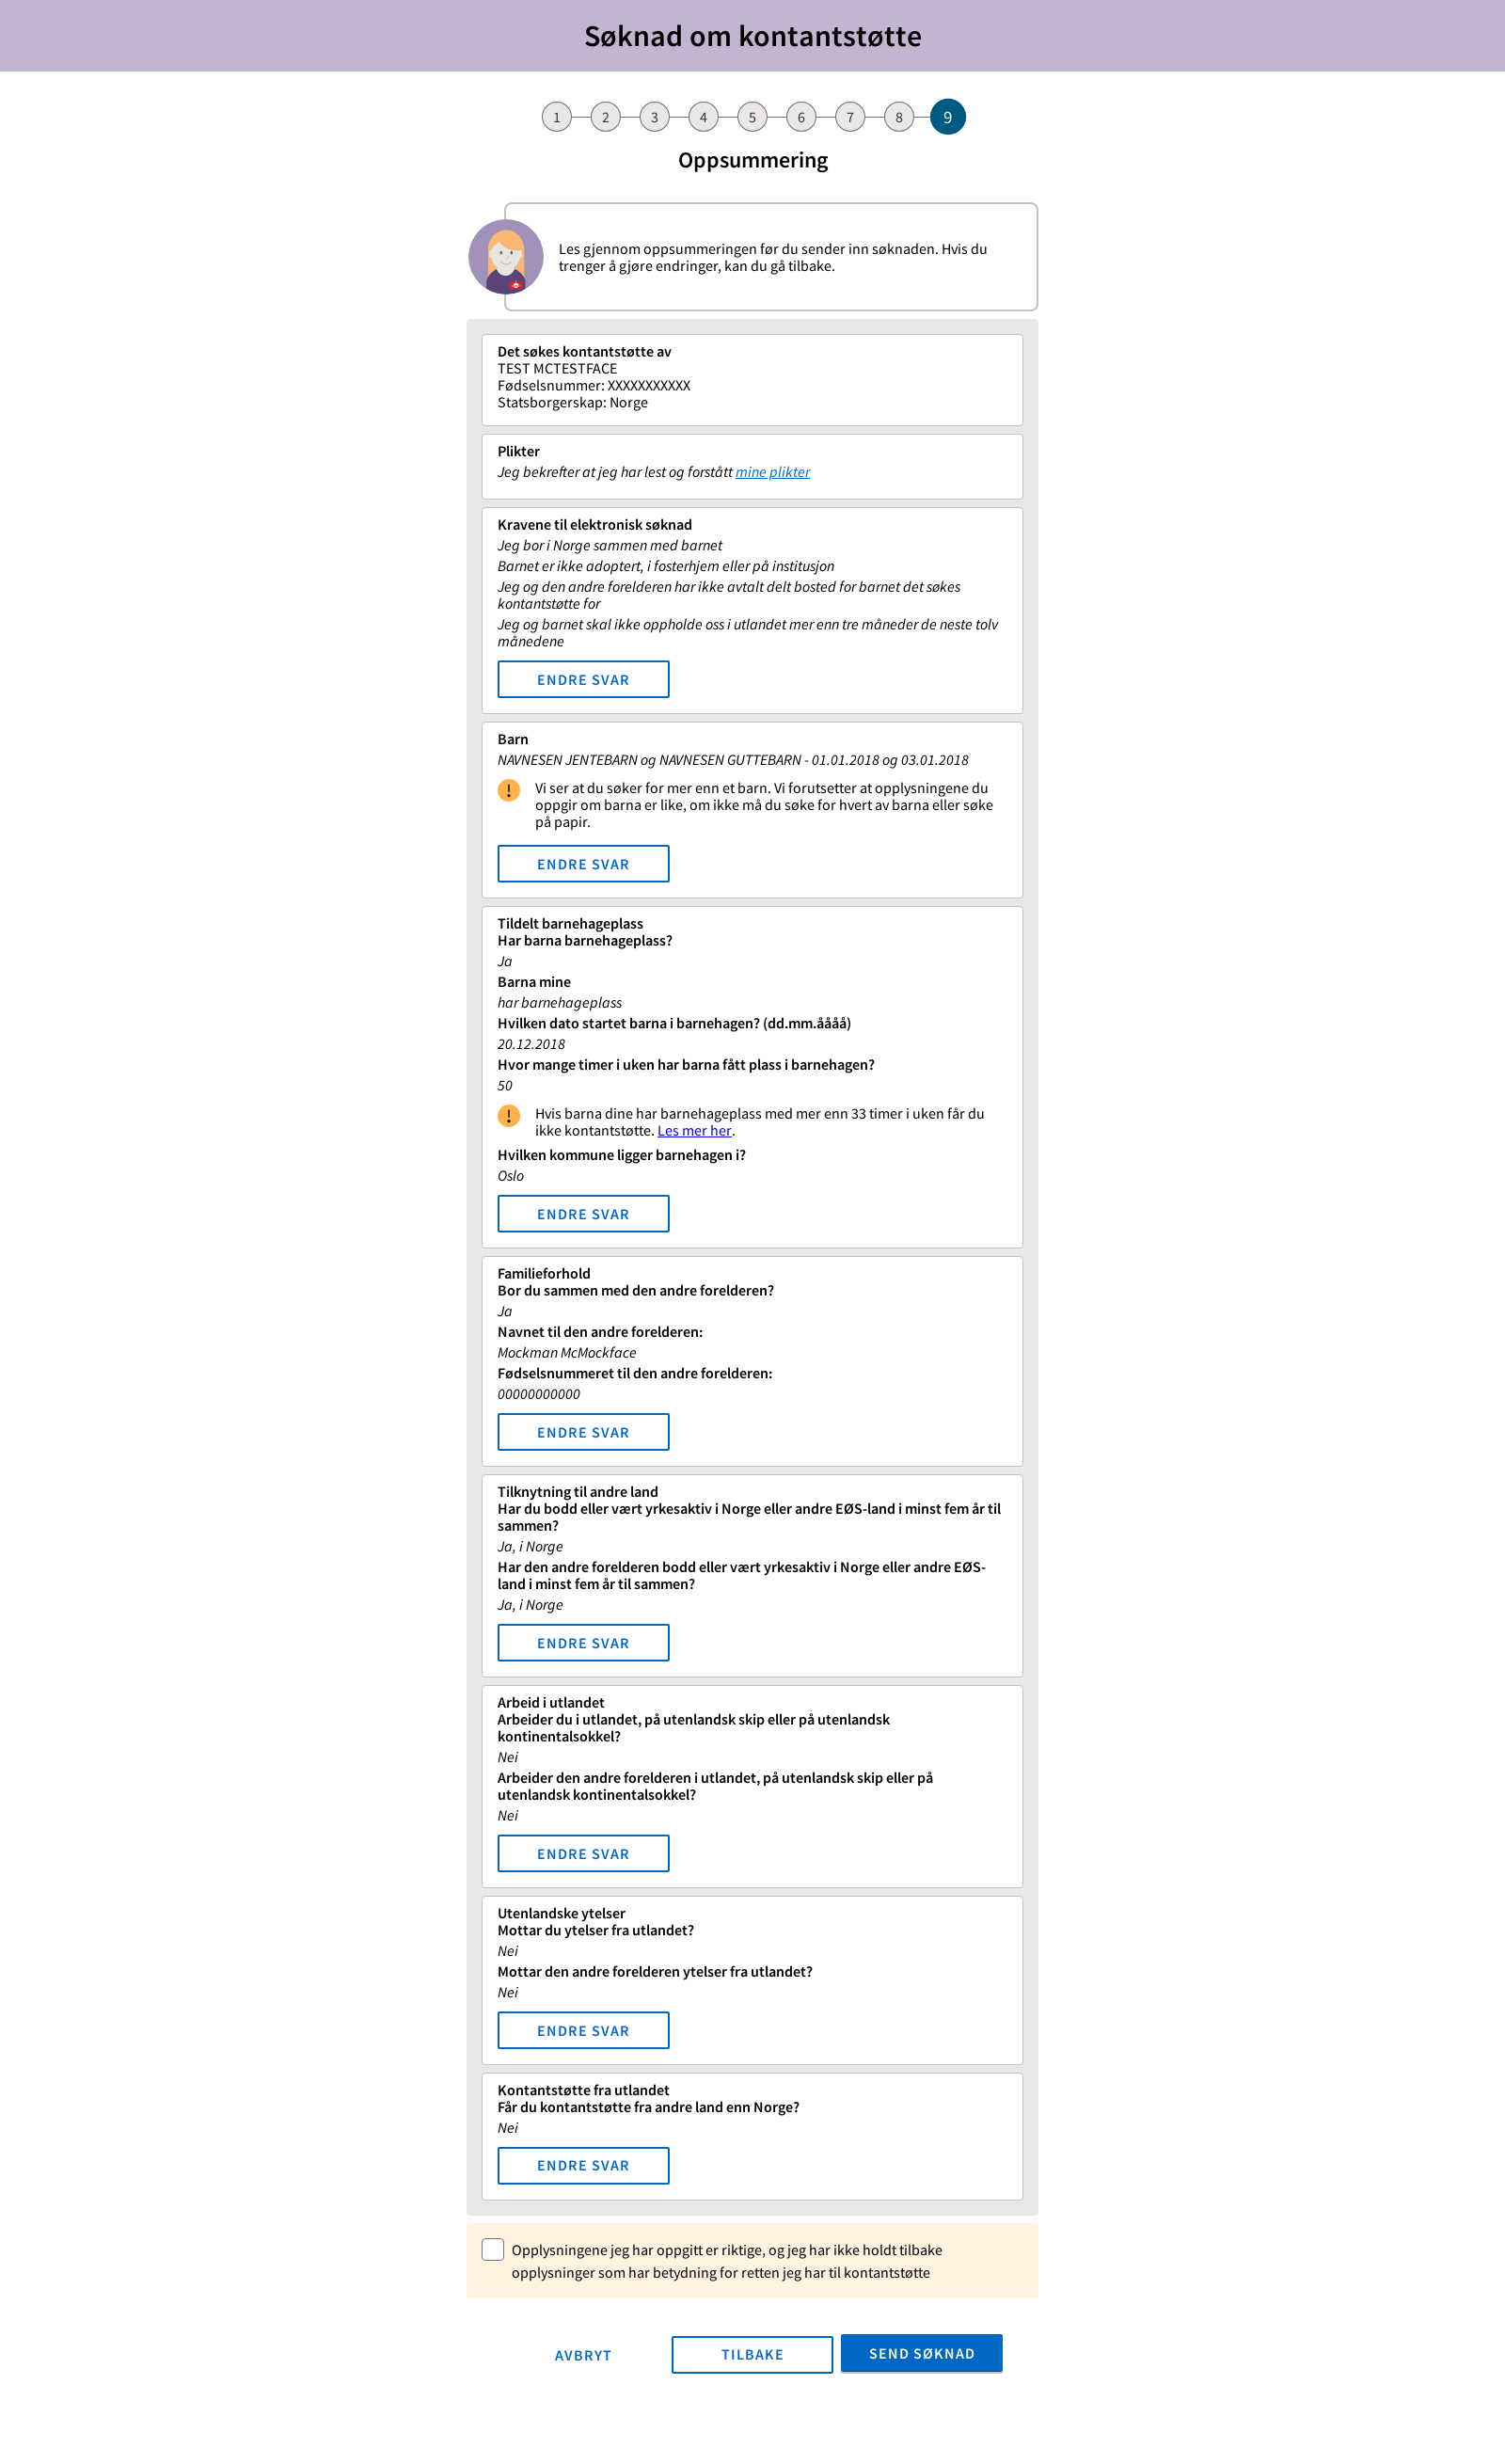 Søknad om kontantstøtte
1 2 3 4 5 6 7 8 9
Oppsummering
Les gjennom oppsummeringen før du sender inn søknaden. Hvis du
trenger å gjøre endringer, kan du gå tilbake.
Det søkes kontantstøtte av
TEST MCTESTFACE
Fødselsnummer: XXXXXXXXXXX
Statsborgerskap: Norge
Plikter
Jeg bekrefter at jeg har lest og forstått mine plikter
Kravene til elektronisk søknad
Jeg bor i Norge sammen med barnet
Barnet er ikke adoptert, i fosterhjem eller på institusjon
Jeg og den andre forelderen har ikke avtalt delt bosted for barnet det søkes
kontantstøtte for
Jeg og barnet skal ikke oppholde oss i utlandet mer enn tre måneder de neste tolv
månedene
ENDRE SVAR
Barn
NAVNESEN JENTEBARN og NAVNESEN GUTTEBARN - 01.01.2018 og 03.01.2018
Vi ser at du søker for mer enn et barn. Vi forutsetter at opplysningene du
oppgir om barna er like, om ikke må du søke for hvert av barna eller søke
på papir.
ENDRE SVAR
Tildelt barnehageplass
Har barna barnehageplass?
Ja
Barna mine
har barnehageplass
Hvilken dato startet barna i barnehagen? (dd.mm.åååå)
20.12.2018
Hvor mange timer i uken har barna fått plass i barnehagen?
50
Hvis barna dine har barnehageplass med mer enn 33 timer i uken får du
ikke kontantstøtte. Les mer her.
Hvilken kommune ligger barnehagen i?
Oslo
ENDRE SVAR
Familieforhold
Bor du sammen med den andre forelderen?
Ja
Navnet til den andre forelderen:
Mockman McMockface
Fødselsnummeret til den andre forelderen:
00000000000
ENDRE SVAR
Tilknytning til andre land
Har du bodd eller vært yrkesaktiv i Norge eller andre EØS-land i minst fem år til
sammen?
Ja, i Norge
Har den andre forelderen bodd eller vært yrkesaktiv i Norge eller andre EØS-
land i minst fem år til sammen?
Ja, i Norge
ENDRE SVAR
Arbeid i utlandet
Arbeider du i utlandet, på utenlandsk skip eller på utenlandsk
kontinentalsokkel?
Nei
Arbeider den andre forelderen i utlandet, på utenlandsk skip eller på
utenlandsk kontinentalsokkel?
Nei
ENDRE SVAR
Utenlandske ytelser
Mottar du ytelser fra utlandet?
Nei
Mottar den andre forelderen ytelser fra utlandet?
Nei
ENDRE SVAR
Kontantstøtte fra utlandet
Får du kontantstøtte fra andre land enn Norge?
Nei
ENDRE SVAR
Opplysningene jeg har oppgitt er riktige, og jeg har ikke holdt tilbake
opplysninger som har betydning for retten jeg har til kontantstøtte
AVBRYT TILBAKE SEND SØKNAD